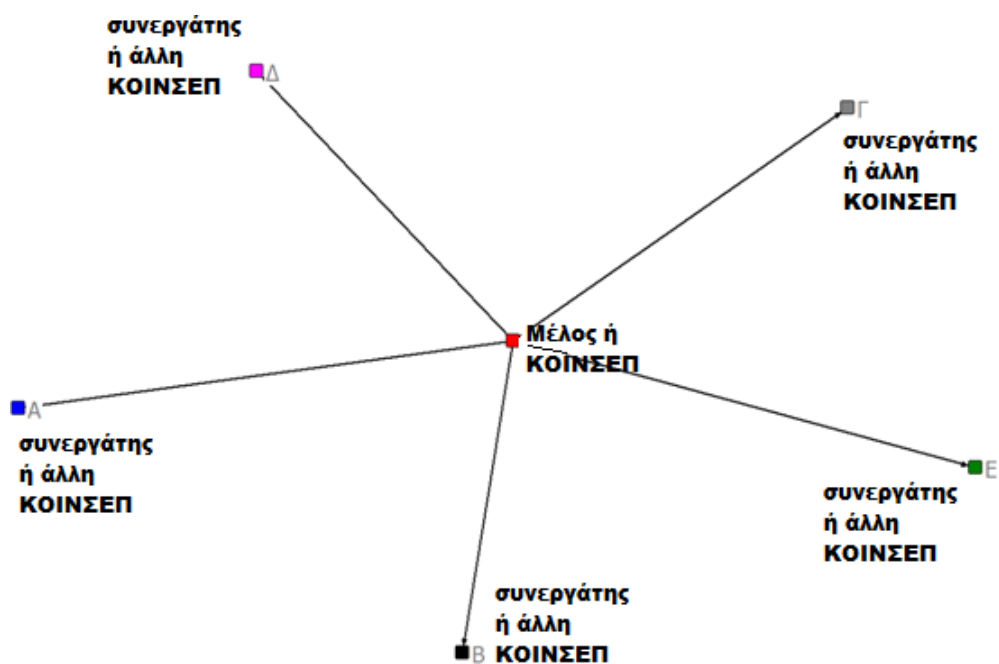 συνεργάτης
ή άλλη
ΚΟΙΝΣΕΠ
Δ
Γ
συνεργάτης
ή άλλη
ΚΟΙΝΣΕΠ
Μέλος ή
ΚΟΙΝΣΕΠ
Α
συνεργάτης
ή άλλη
ΚΟΙΝΣΕΠ
Ε
συνεργάτης
ή άλλη
ΚΟΙΝΣΕΠ
Β
συνεργάτης
ή άλλη
ΚΟΙΝΣΕΠ